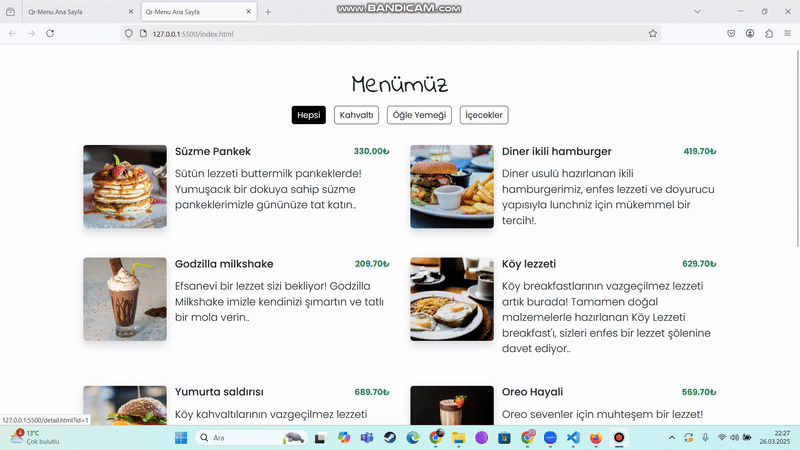 Qr-Menu Ana Sayfa
Qr-Menu Ana Sayfa
www.BANDICAM.com
127.0.0.1:5500/index.html
Menümüz
Hepsi
Kahvaltı
Öğle Yemeği
İçecekler
Süzme Pankek
330.00₺
Sütün lezzeti buttermilk pankeklerde!
Yumuşacık bir dokuya sahip süzme
pankeklerimizle gününüze tat katın..
Diner ikili hamburger
419.70₺
Diner usulü hazırlanan ikili
hamburgerimiz, enfes lezzeti ve doyurucu
yapısıyla lunchniz için mükemmel bir
tercih!.
Godzilla milkshake
209.70₺
Efsanevi bir lezzet sizi bekliyor! Godzilla
Milkshake imizle kendinizi şımartın ve tatlı
bir mola verin..
Köy lezzeti
629.70₺
Köy breakfastlarının vazgeçilmez lezzeti
artık burada! Tamamen doğal
malzemelerle hazırlanan Köy Lezzeti
breakfast'ı, sizleri enfes bir lezzet şölenine
davet ediyor..
Yumurta saldırısı
689.70₺
Köy kahvaltılarının vazgeçilmez lezzeti
Oreo Hayali
569.70₺
Oreo sevenler için muhteşem bir lezzet!
127.0.0.1:5500/detail.html?id=1
13°C
Çok bulutlu
Ara
22:27
26.03.2025